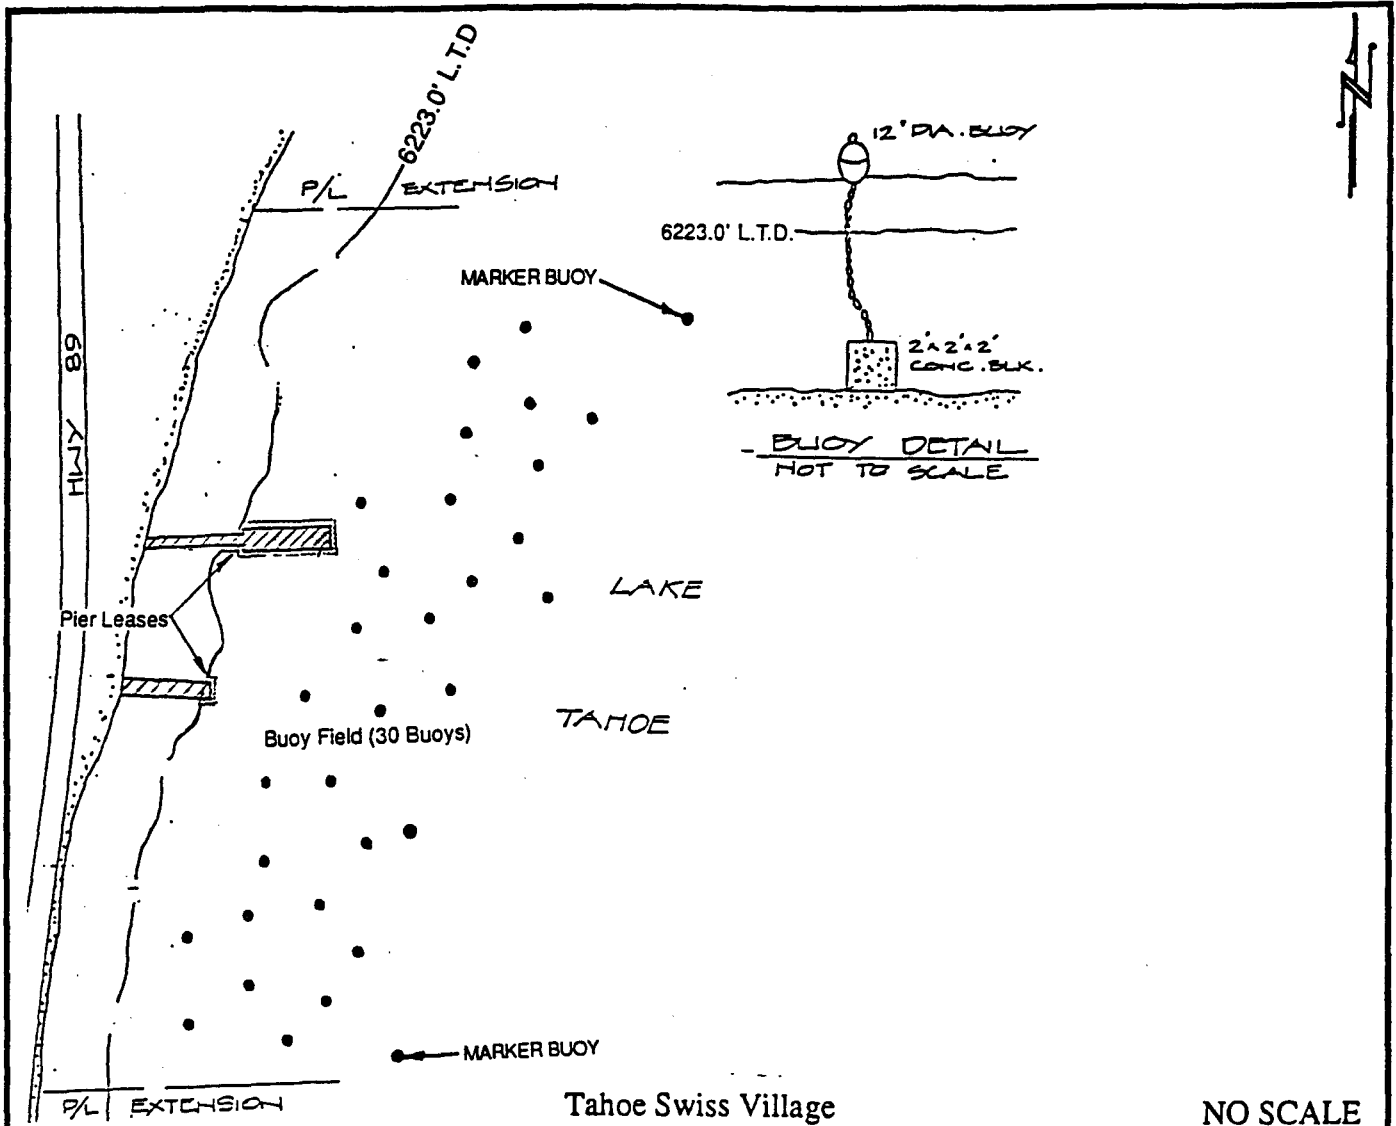 6223.0' L.T.D
P/L EXTENSION
12" DIA. BUOY
6223.0' L.T.D.
MARKER BUOY
2'x2'x2'
CONC. BLK.
HWY 89
BUOY DETAIL
NOT TO SCALE
Pier Leases
LAKE
TAHOE
Buoy Field (30 Buoys)
MARKER BUOY
P/L EXTENSION
Tahoe Swiss Village
NO SCALE